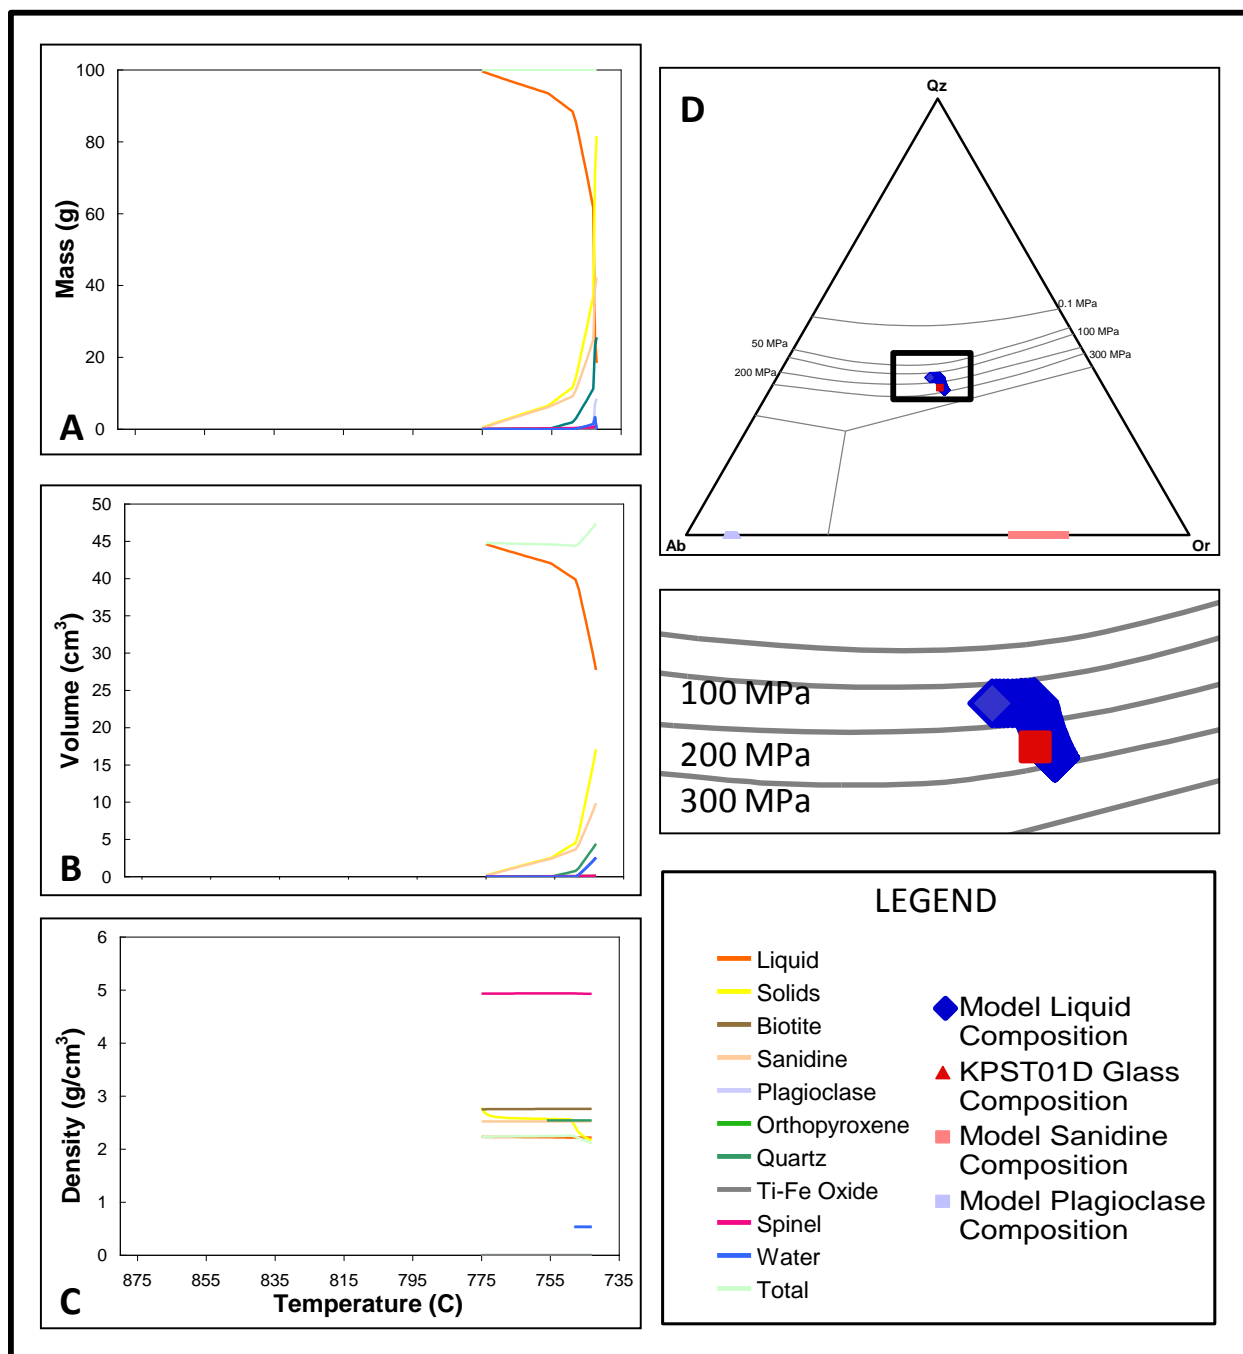 100
80
60
40
20
0
Mass (g)
A
50
45
40
35
30
25
20
15
10
5
0
Volume (cm³)
B
6
5
4
3
2
1
0
Density (g/cm³)
875 855 835 815 795 775 755 735
Temperature (C)
C
D
Qz
0.1 MPa
50 MPa
100 MPa
200 MPa
300 MPa
Ab
Or
100 MPa
200 MPa
300 MPa
LEGEND
Liquid
Solids
Biotite
Sanidine
Plagioclase
Orthopyroxene
Quartz
Ti-Fe Oxide
Spinel
Water
Total
Model Liquid
Composition
KPST01D Glass
Composition
Model Sanidine
Composition
Model Plagioclase
Composition